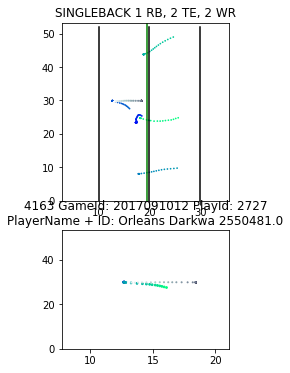 SINGLEBACK 1 RB, 2 TE, 2 WR
50
40
30
20
10
0
10 20 30
4163 GameId: 2017091012 PlayId: 2727
PlayerName + ID: Orleans Darkwa 2550481.0
40
20
0
10 15 20